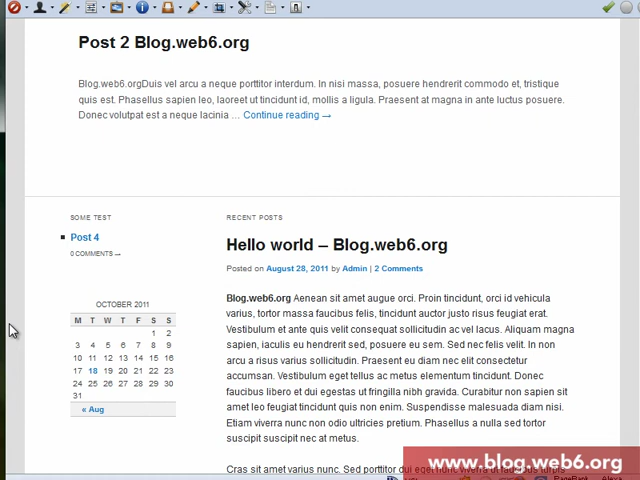 Post 2 Blog.web6.org
Blog.web6.orgDuis vel arcu a neque porttitor interdum. In nisi massa, posuere hendrerit commodo et, tristique
quis est. Phasellus sapien leo, laoreet ut tincidunt id, mollis a ligula. Praesent at magna in ante luctus posuere.
Donec volutpat est a neque lacinia … Continue reading →
SOME TEST
Post 4
0 COMMENTS →
OCTOBER 2011
M T W T F S S
1 2
3 4 5 6 7 8 9
10 11 12 13 14 15 16
17 18 19 20 21 22 23
24 25 26 27 28 29 30
31
« Aug
RECENT POSTS
Hello world – Blog.web6.org
Posted on August 28, 2011 by Admin | 2 Comments
Blog.web6.org Aenean sit amet augue orci. Proin tincidunt, orci id vehicula
varius, tortor massa faucibus felis, tincidunt auctor justo risus feugiat erat.
Vestibulum et ante quis velit consequat sollicitudin ac vel lacus. Aliquam magna
sapien, iaculis eu hendrerit sed, posuere eu sem. Sed nec felis velit. In non
arcu a risus varius sollicitudin. Praesent eu diam nec elit consectetur
accumsan. Vestibulum eget tellus ac metus elementum tincidunt. Donec
faucibus libero et dui egestas ut fringilla nibh gravida. Curabitur non sapien sit
amet leo feugiat tincidunt quis non enim. Suspendisse malesuada diam nisi.
Etiam viverra nunc non odio ultricies pretium. Phasellus a nulla sed tortor
suscipit suscipit nec at metus.
Cras sit amet varius nunc. Sed porttitor dui eget nunc viverra ut feugiat turpis
www.blog.web6.org
PageRank Alexa